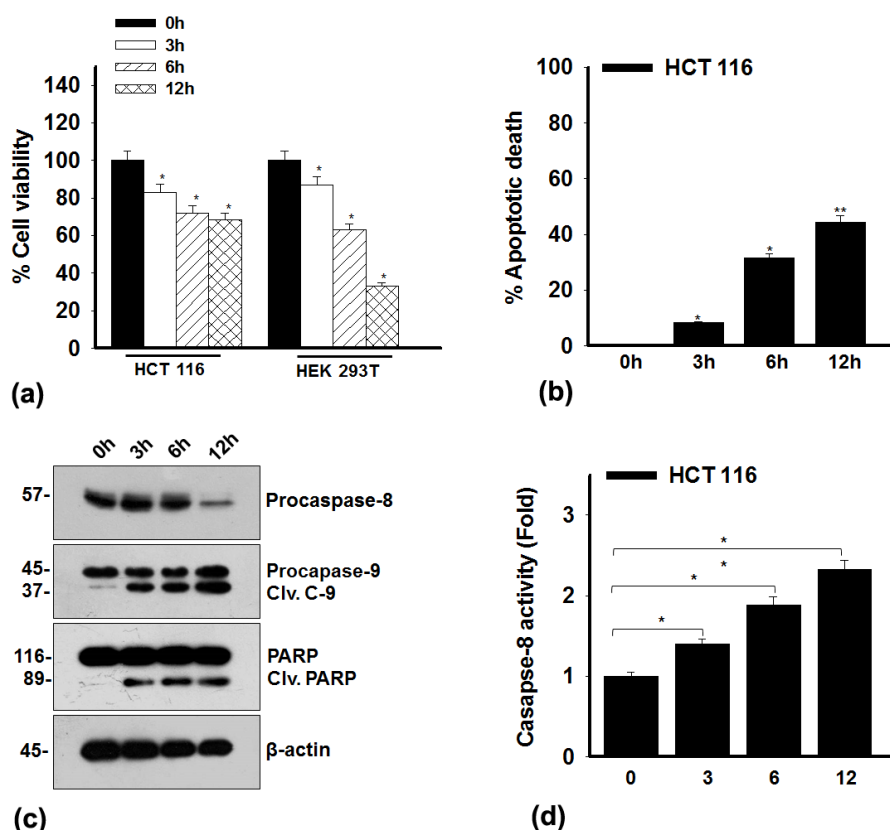 0h
3h
6h
12h
140
120
100
80
60
40
20
0
% Cell viability
* * * * * *
HCT 116 HEK 293T
(a)
HCT 116
100
80
60
40
20
0
% Apoptotic death
* * **
0h 3h 6h 12h
(b)
0h 3h 6h 12h
57- Procaspase-8
45- Procapase-9
37- Clv. C-9
116- PARP
89- Clv. PARP
45- β-actin
(c)
HCT 116
3
2
1
0
Casapse-8 activity (Fold)
*
*
*
*
0 3 6 12
(d)